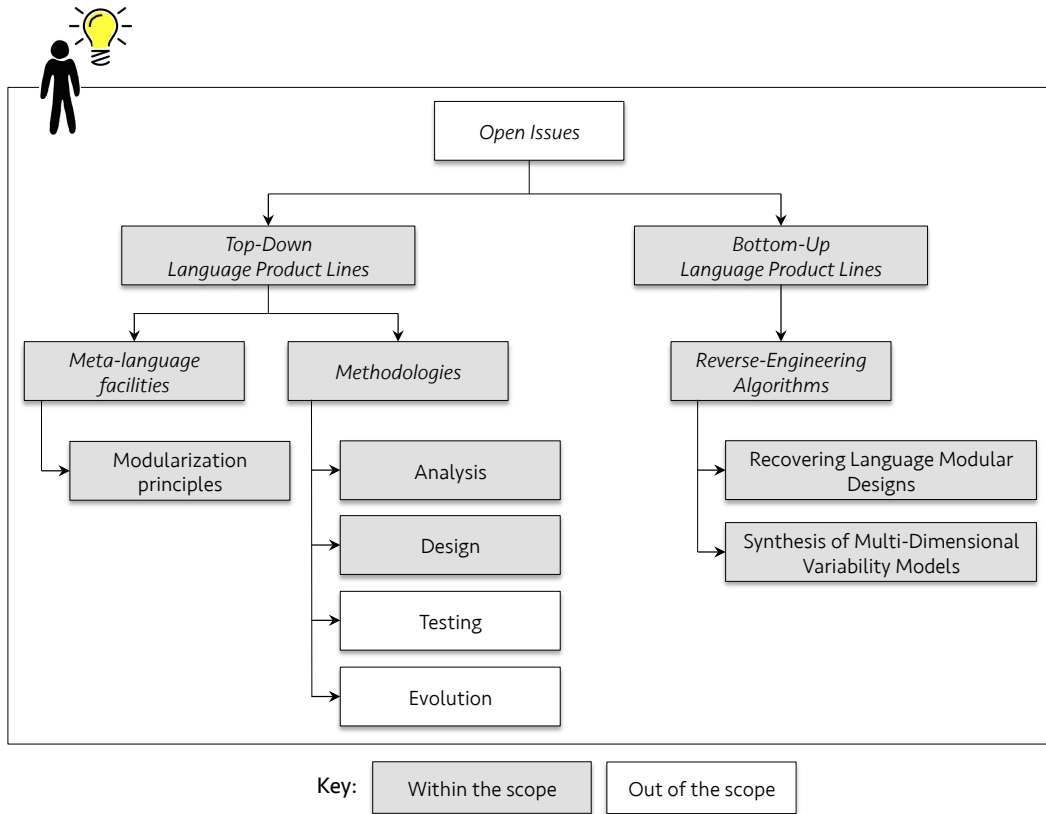 Open Issues
Top-Down
Language Product Lines
Bottom-Up
Language Product Lines
Meta-language
facilities
Methodologies
Reverse-Engineering
Algorithms
Modularization
principles
Analysis
Design
Testing
Evolution
Recovering Language Modular
Designs
Synthesis of Multi-Dimensional
Variability Models
Key:
Within the scope
Out of the scope